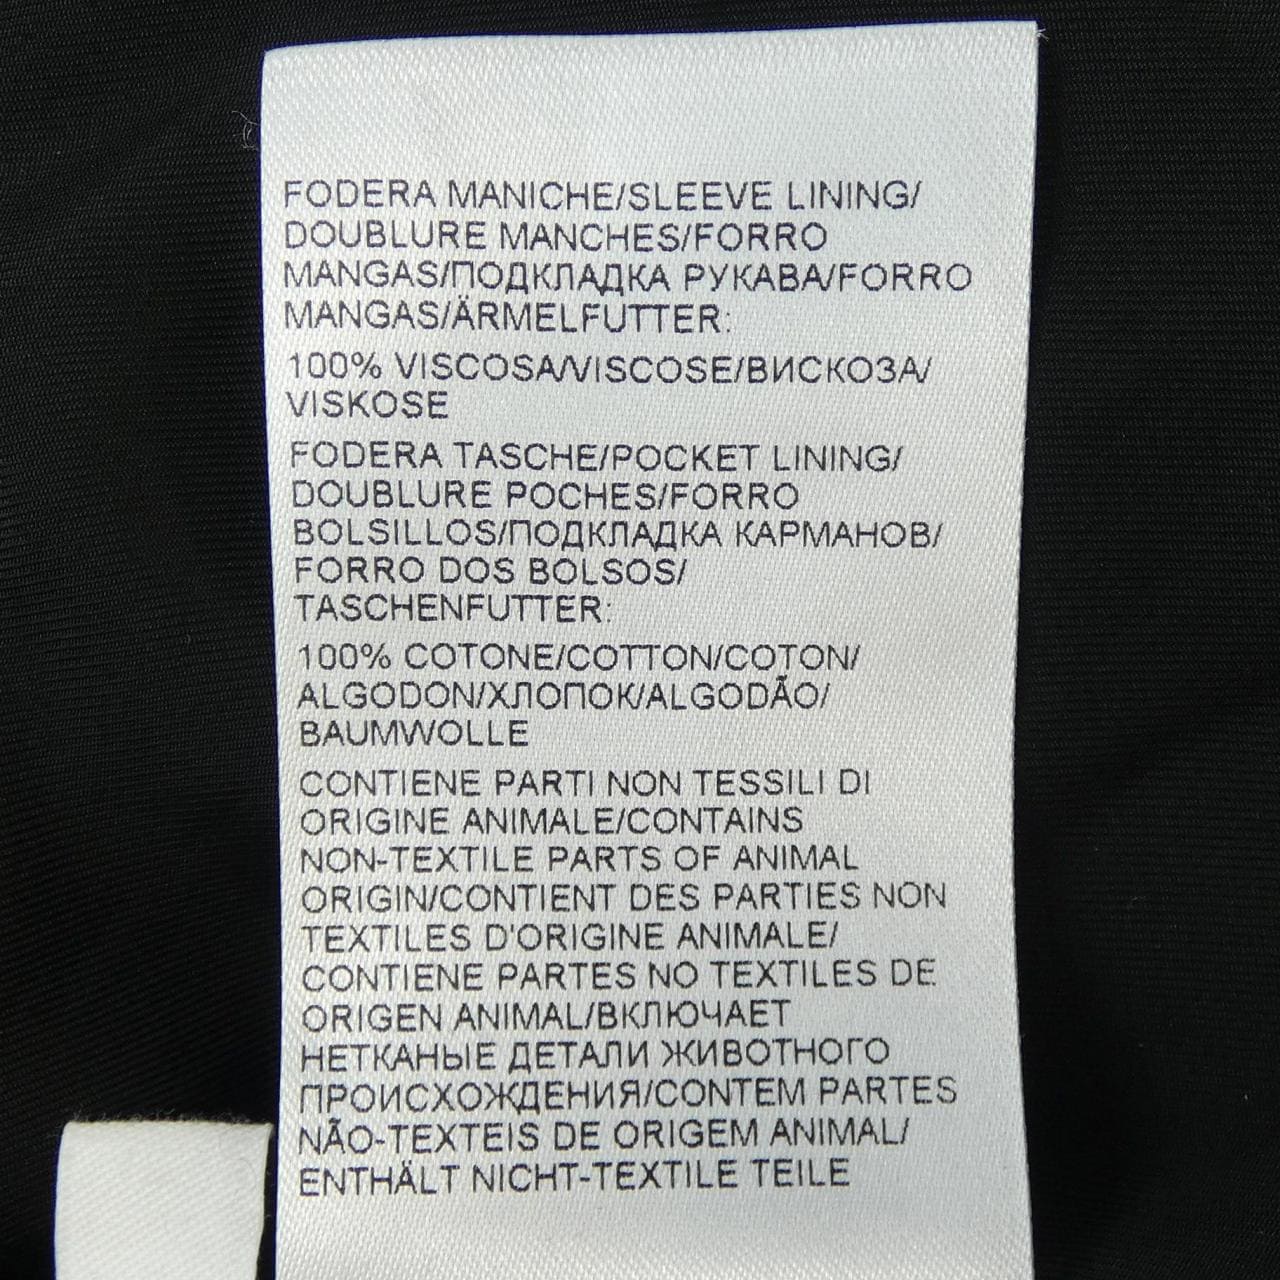 FODERA MANICHE/SLEEVE LINING/
DOUBLURE MANCHES/FORRO
MANGAS/ПОДКЛАДКА РУКАВА/FORRO
MANGAS/ÄRMELFUTTER:
100% VISCOSA/VISCOSE/ВИСКОЗА/
VISKOSE
FODERA TASCHE/POCKET LINING/
DOUBLURE POCHES/FORRO
BOLSILLOS/ПОДКЛАДКА КАРМАНОВ/
FORRO DOS BOLSOS/
TASCHENFUTTER:
100% COTONE/COTTON/COTON/
ALGODON/ХЛОПОК/ALGODÃO/
BAUMWOLLE
CONTIENE PARTI NON TESSILI DI
ORIGINE ANIMALE/CONTAINS
NON-TEXTILE PARTS OF ANIMAL
ORIGIN/CONTIENT DES PARTIES NON
TEXTILES D'ORIGINE ANIMALE/
CONTIENE PARTES NO TEXTILES DE
ORIGEN ANIMAL/ВКЛЮЧАЕТ
НЕТКАНЫЕ ДЕТАЛИ ЖИВОТНОГО
ПРОИСХОЖДЕНИЯ/CONTEM PARTES
NÃO-TEXTEIS DE ORIGEM ANIMAL/
ENTHÄLT NICHT-TEXTILE TEILE